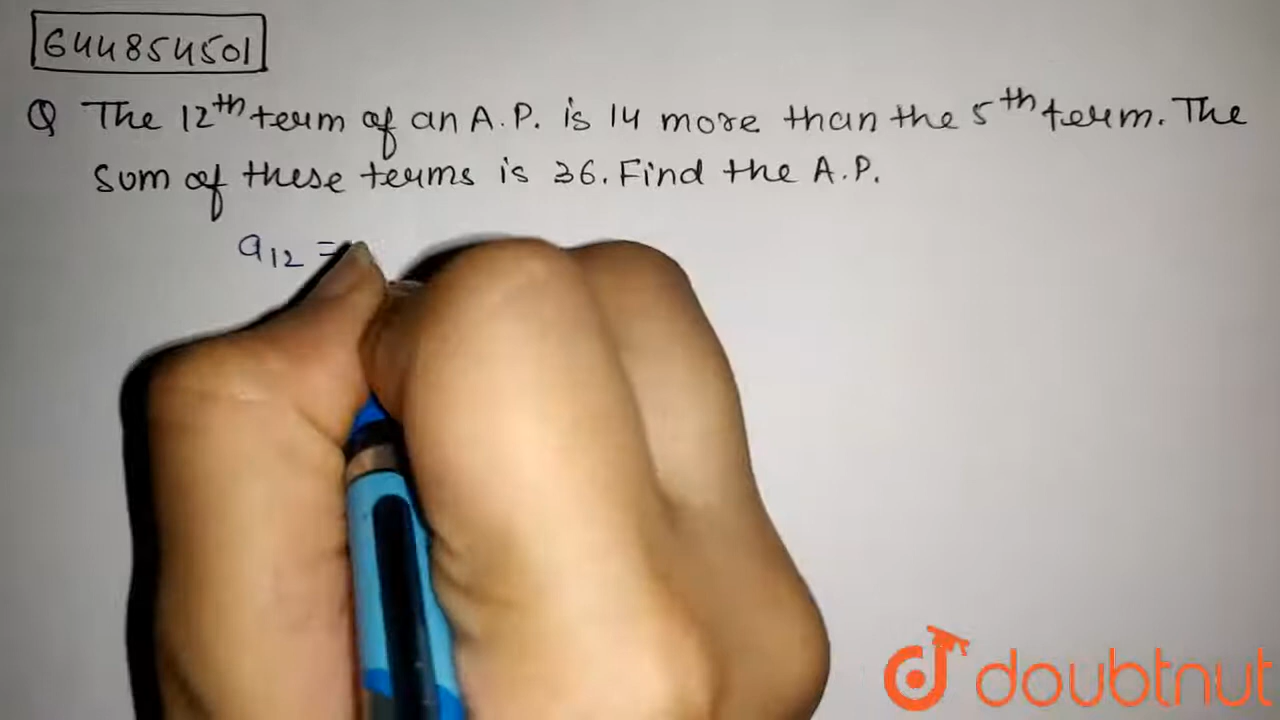 644854501
Q The 12th term of an A.P. is 14 more than the 5th term. The
sum of these terms is 36. Find the A.P.
a12 =
doubtnut